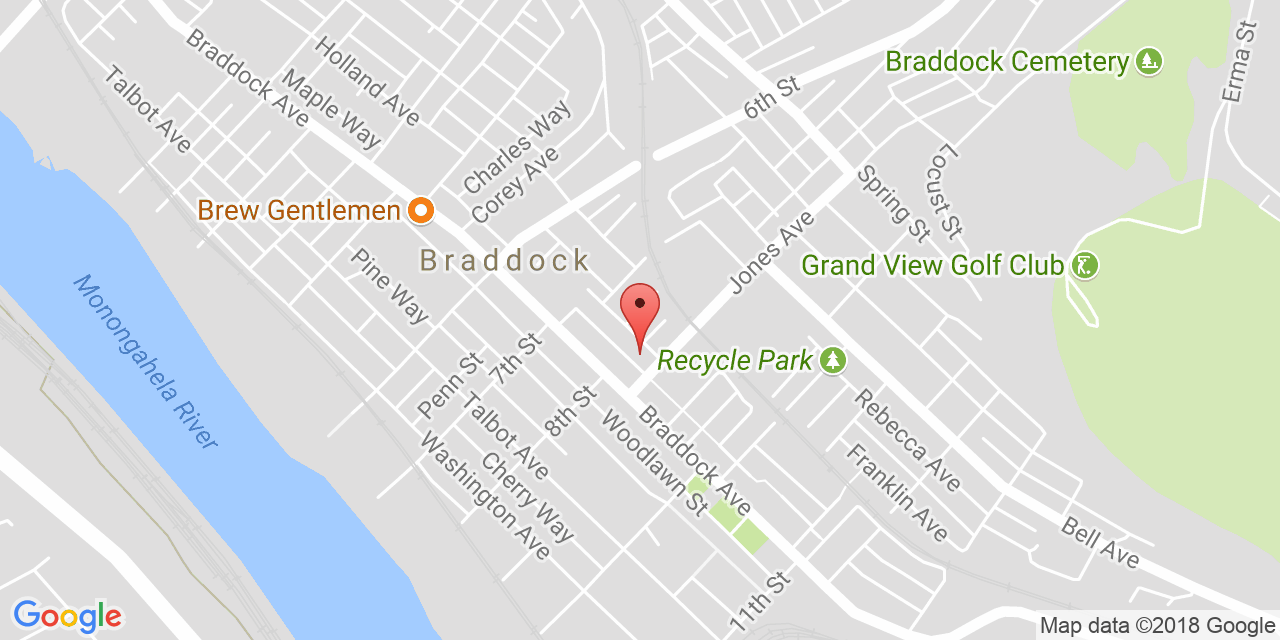 Braddock Cemetery
Erma St
Holland Ave
Braddock Ave
Maple Way
Talbot Ave
6th St
Charles Way
Corey Ave
Locust St
Spring St
Brew Gentlemen
Braddock
Jones Ave
Grand View Golf Club
Pine Way
Monongahela River
7th St
Penn St
Recycle Park
8th St
Talbot Ave
Woodlawn St
Braddock Ave
Rebecca Ave
Franklin Ave
Washington Ave
Cherry Way
Bell Ave
11th St
Google
Map data ©2018 Google